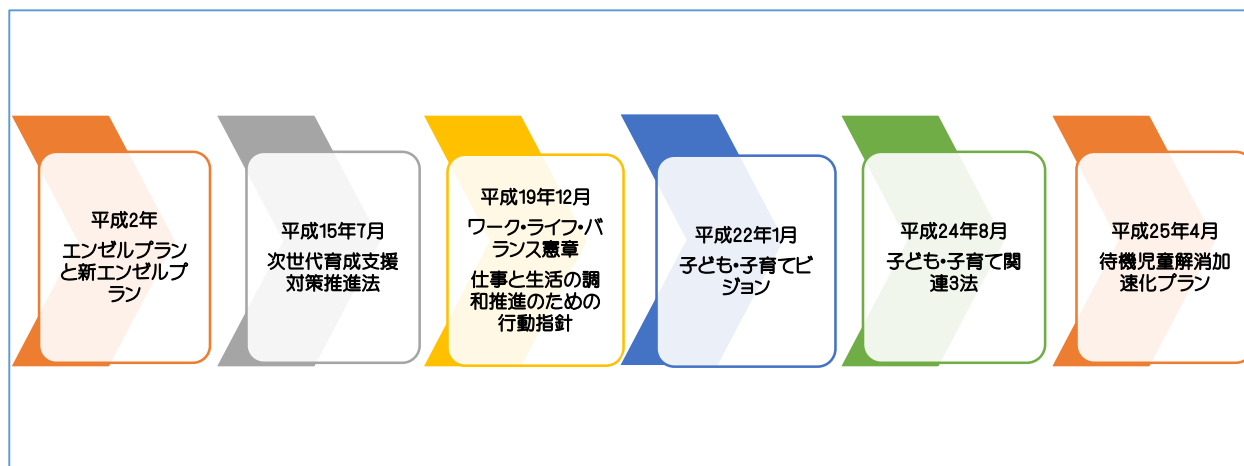 平成2年
エンゼルプラン
と新エンゼルプ
ラン
平成15年7月
次世代育成支援
対策推進法
平成19年12月
ワーク・ライフ・バ
ランス憲章
仕事と生活の調
和推進のための
行動指針
平成22年1月
子ども・子育てビ
ジョン
平成24年8月
子ども・子育て関
連3法
平成25年4月
待機児童解消加
速化プラン